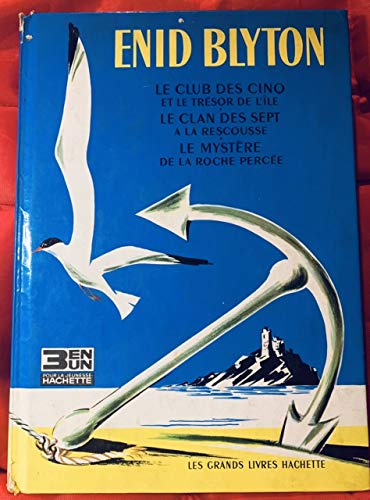 ENID BLYTON
LE CLUB DES CINQ
ET LE TRÉSOR DE L'ILE
LE CLAN DES SEPT
A LA RESCOUSSE
LE MYSTÈRE
DE LA ROCHE PERCÉE
3 EN
UN
POUR LA JEUNESSE
HACHETTE
LES GRANDS LIVRES HACHETTE